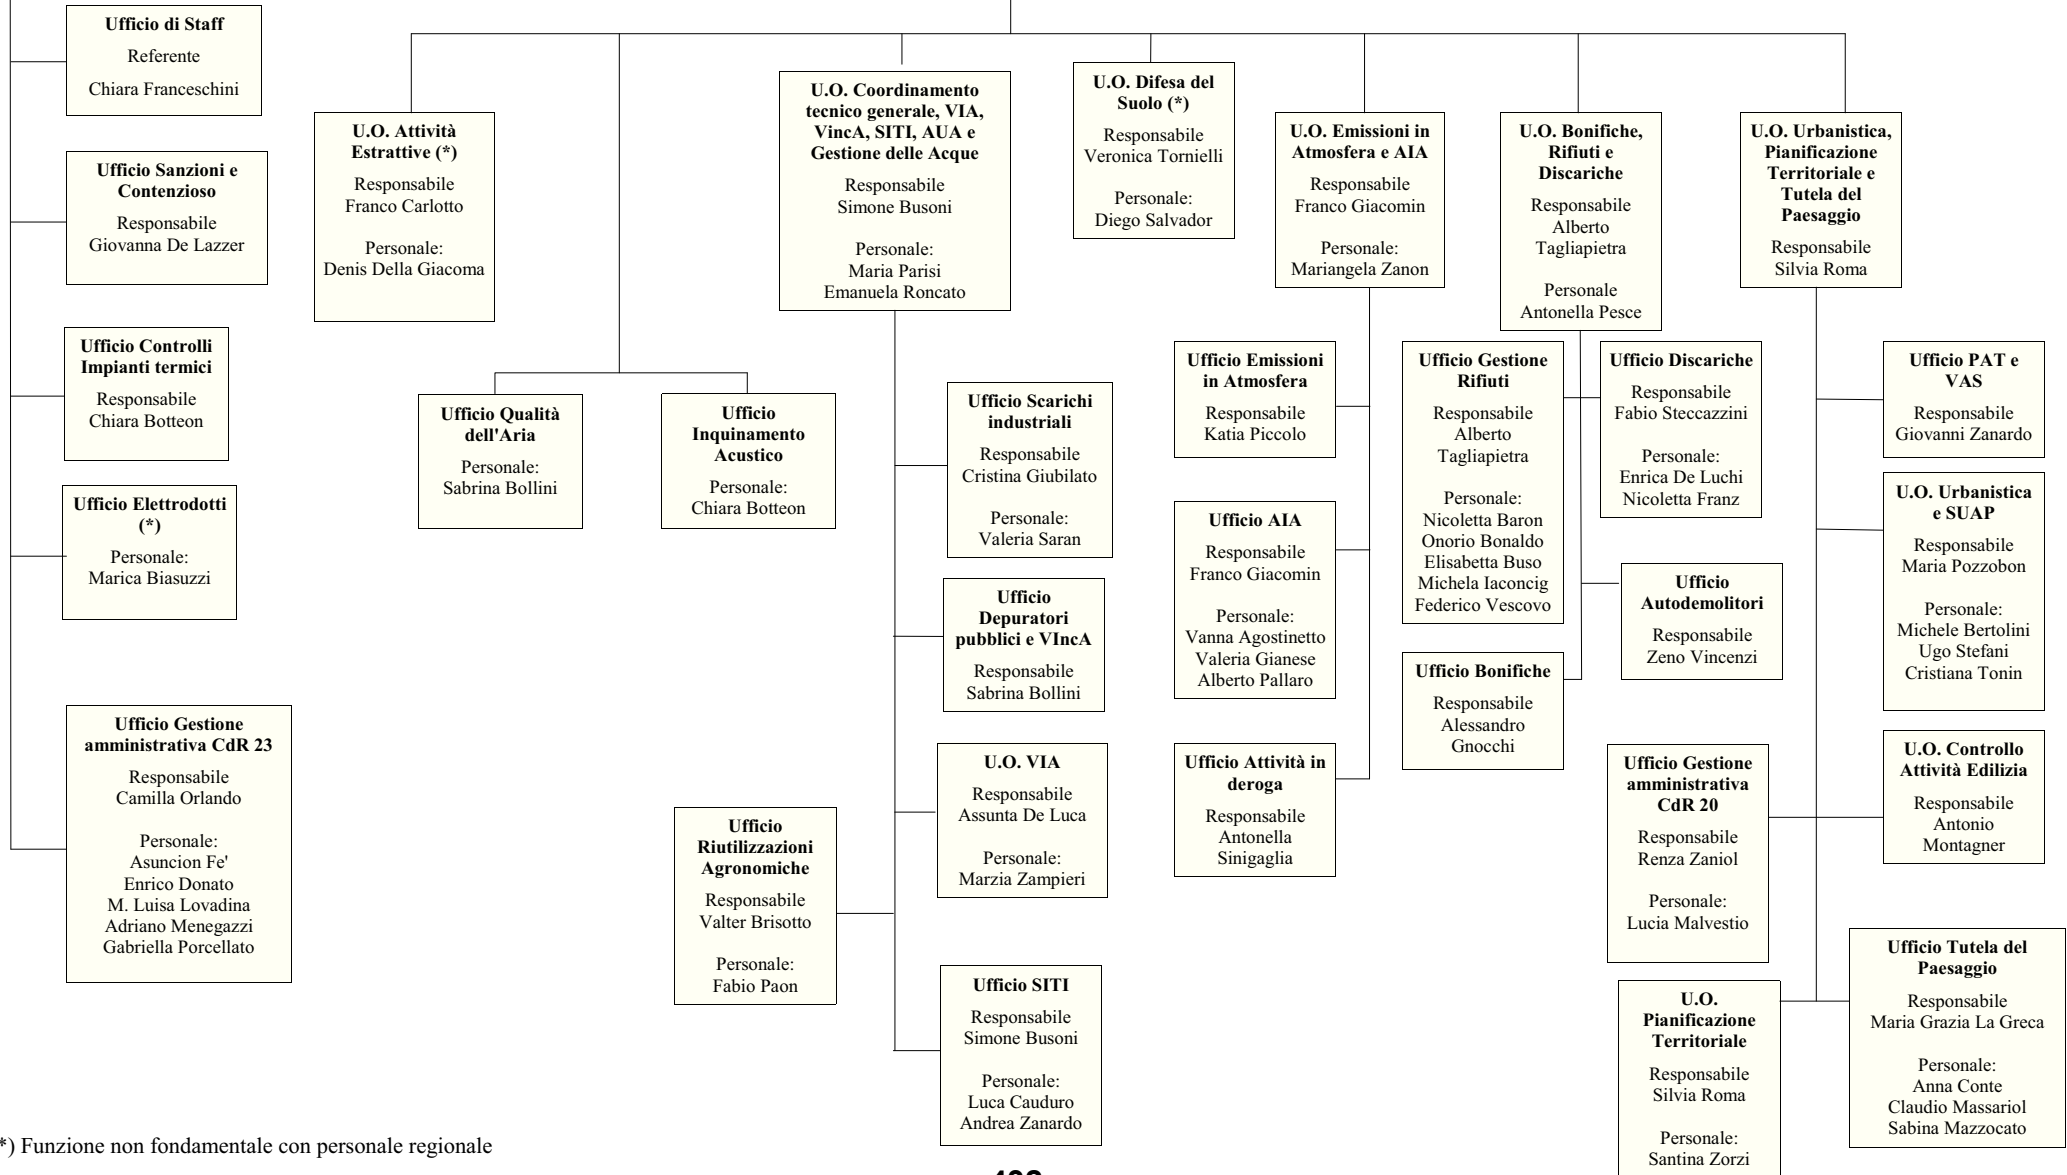 Ufficio di Staff
Referente
Chiara Franceschini
Ufficio Sanzioni e
Contenzioso
Responsabile
Giovanna De Lazzer
Ufficio Controlli
Impianti termici
Responsabile
Chiara Botteon
Ufficio Elettrodotti
(*)
Personale:
Marica Biasuzzi
Ufficio Gestione
amministrativa CdR 23
Responsabile
Camilla Orlando
Personale:
Asuncion Fe'
Enrico Donato
M. Luisa Lovadina
Adriano Menegazzi
Gabriella Porcellato
U.O. Attività
Estrattive (*)
Responsabile
Franco Carlotto
Personale:
Denis Della Giacoma
Ufficio Qualità
dell'Aria
Personale:
Sabrina Bollini
Ufficio
Inquinamento
Acustico
Personale:
Chiara Botteon
U.O. Coordinamento
tecnico generale, VIA,
VincA, SITI, AUA e
Gestione delle Acque
Responsabile
Simone Busoni
Personale:
Maria Parisi
Emanuela Roncato
Ufficio Scarichi
industriali
Responsabile
Cristina Giubilato
Personale:
Valeria Saran
Ufficio
Depuratori
pubblici e VIncA
Responsabile
Sabrina Bollini
U.O. VIA
Responsabile
Assunta De Luca
Personale:
Marzia Zampieri
Ufficio
Riutilizzazioni
Agronomiche
Responsabile
Valter Brisotto
Personale:
Fabio Paon
Ufficio SITI
Responsabile
Simone Busoni
Personale:
Luca Cauduro
Andrea Zanardo
U.O. Difesa del
Suolo (*)
Responsabile
Veronica Tornielli
Personale:
Diego Salvador
U.O. Emissioni in
Atmosfera e AIA
Responsabile
Franco Giacomin
Personale:
Mariangela Zanon
Ufficio Emissioni
in Atmosfera
Responsabile
Katia Piccolo
Ufficio AIA
Responsabile
Franco Giacomin
Personale:
Vanna Agostinetto
Valeria Gianese
Alberto Pallaro
Ufficio Attività in
deroga
Responsabile
Antonella
Sinigaglia
U.O. Bonifiche,
Rifiuti e
Discariche
Responsabile
Alberto
Tagliapietra
Personale
Antonella Pesce
Ufficio Gestione
Rifiuti
Responsabile
Alberto
Tagliapietra
Personale:
Nicoletta Baron
Onorio Bonaldo
Elisabetta Buso
Michela Iaconcig
Federico Vescovo
Ufficio Discariche
Responsabile
Fabio Steccazzini
Personale:
Enrica De Luchi
Nicoletta Franz
Ufficio
Autodemolitori
Responsabile
Zeno Vincenzi
Ufficio Bonifiche
Responsabile
Alessandro
Gnocchi
U.O. Urbanistica,
Pianificazione
Territoriale e
Tutela del
Paesaggio
Responsabile
Silvia Roma
Ufficio PAT e
VAS
Responsabile
Giovanni Zanardo
U.O. Urbanistica
e SUAP
Responsabile
Maria Pozzobon
Personale:
Michele Bertolini
Ugo Stefani
Cristiana Tonin
Ufficio Gestione
amministrativa
CdR 20
Responsabile
Renza Zaniol
Personale:
Lucia Malvestio
U.O. Controllo
Attività Edilizia
Responsabile
Antonio
Montagner
U.O.
Pianificazione
Territoriale
Responsabile
Silvia Roma
Personale:
Santina Zorzi
Ufficio Tutela del
Paesaggio
Responsabile
Maria Grazia La Greca
Personale:
Anna Conte
Claudio Massariol
Sabina Mazzocato
*) Funzione non fondamentale con personale regionale